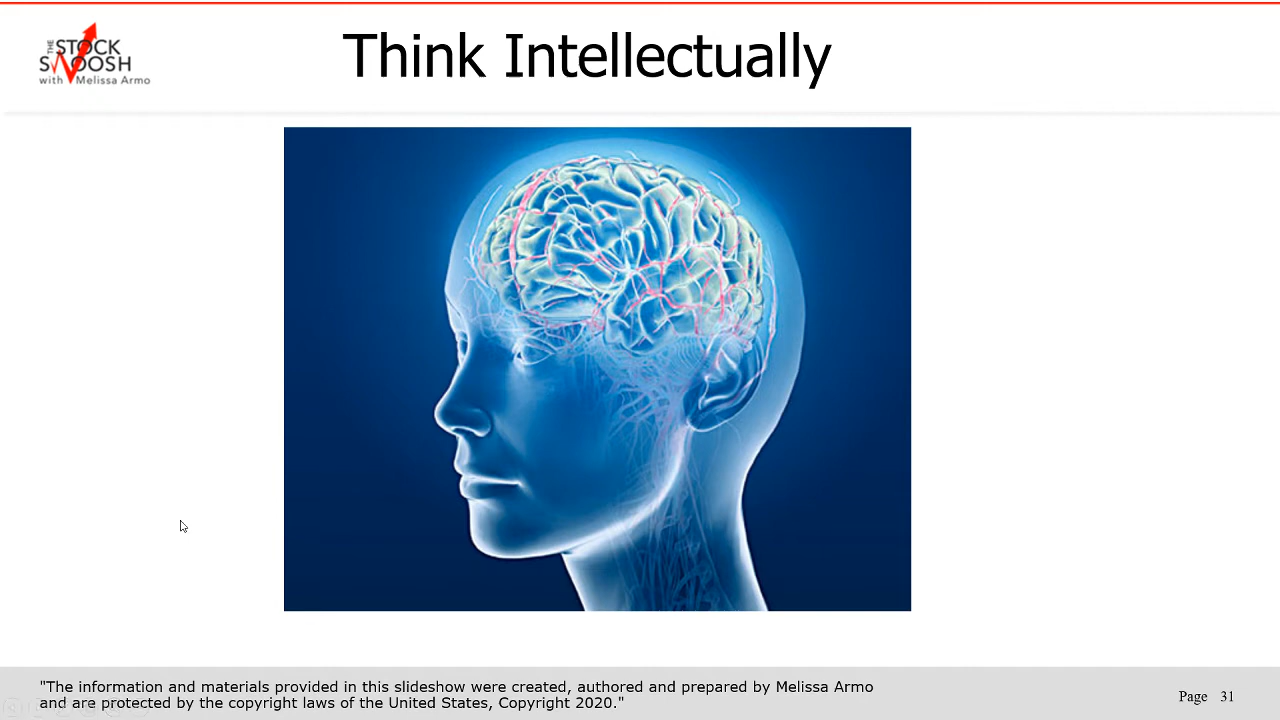 THE STOCK
SWOOSH
with Melissa Armo
Think Intellectually
"The information and materials provided in this slideshow were created, authored and prepared by Melissa Armo
and are protected by the copyright laws of the United States, Copyright 2020."
Page 31